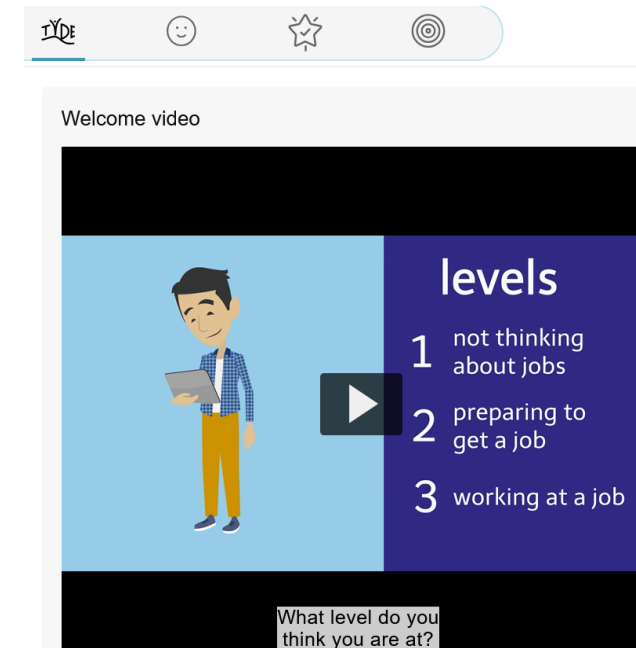 TYDE
Welcome video
levels
1 not thinking
about jobs
2 preparing to
get a job
3 working at a job
What level do you
think you are at?